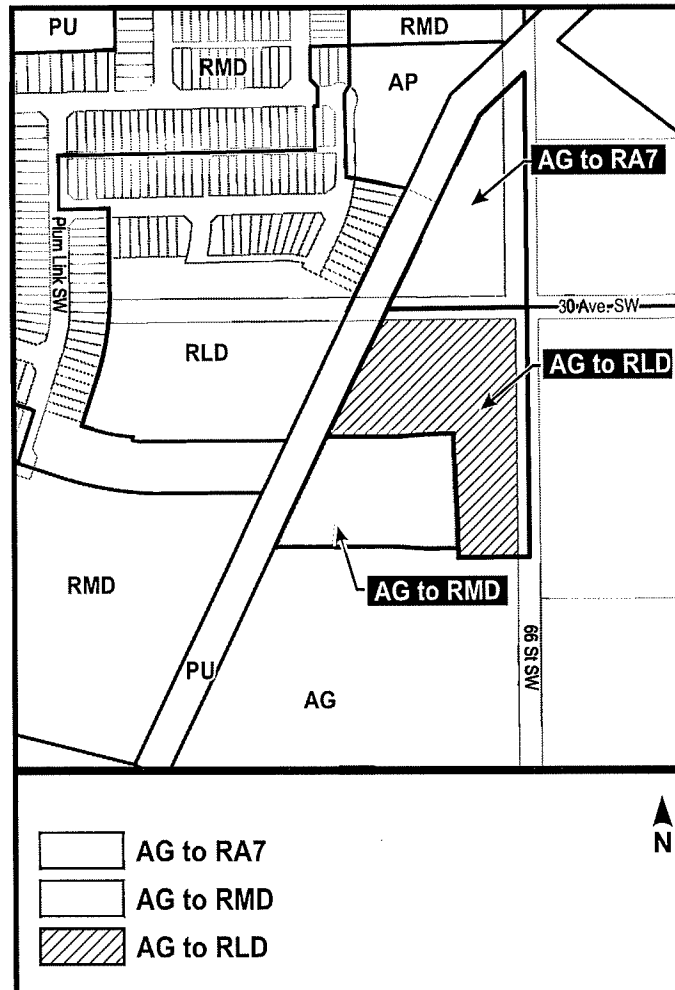 PU
RMD
RMD
AP
AG to RA7
Plum Link SW
30 Ave. SW
RLD
AG to RLD
RMD
AG to RMD
66 St SW
PU
AG
N
AG to RA7
AG to RMD
AG to RLD